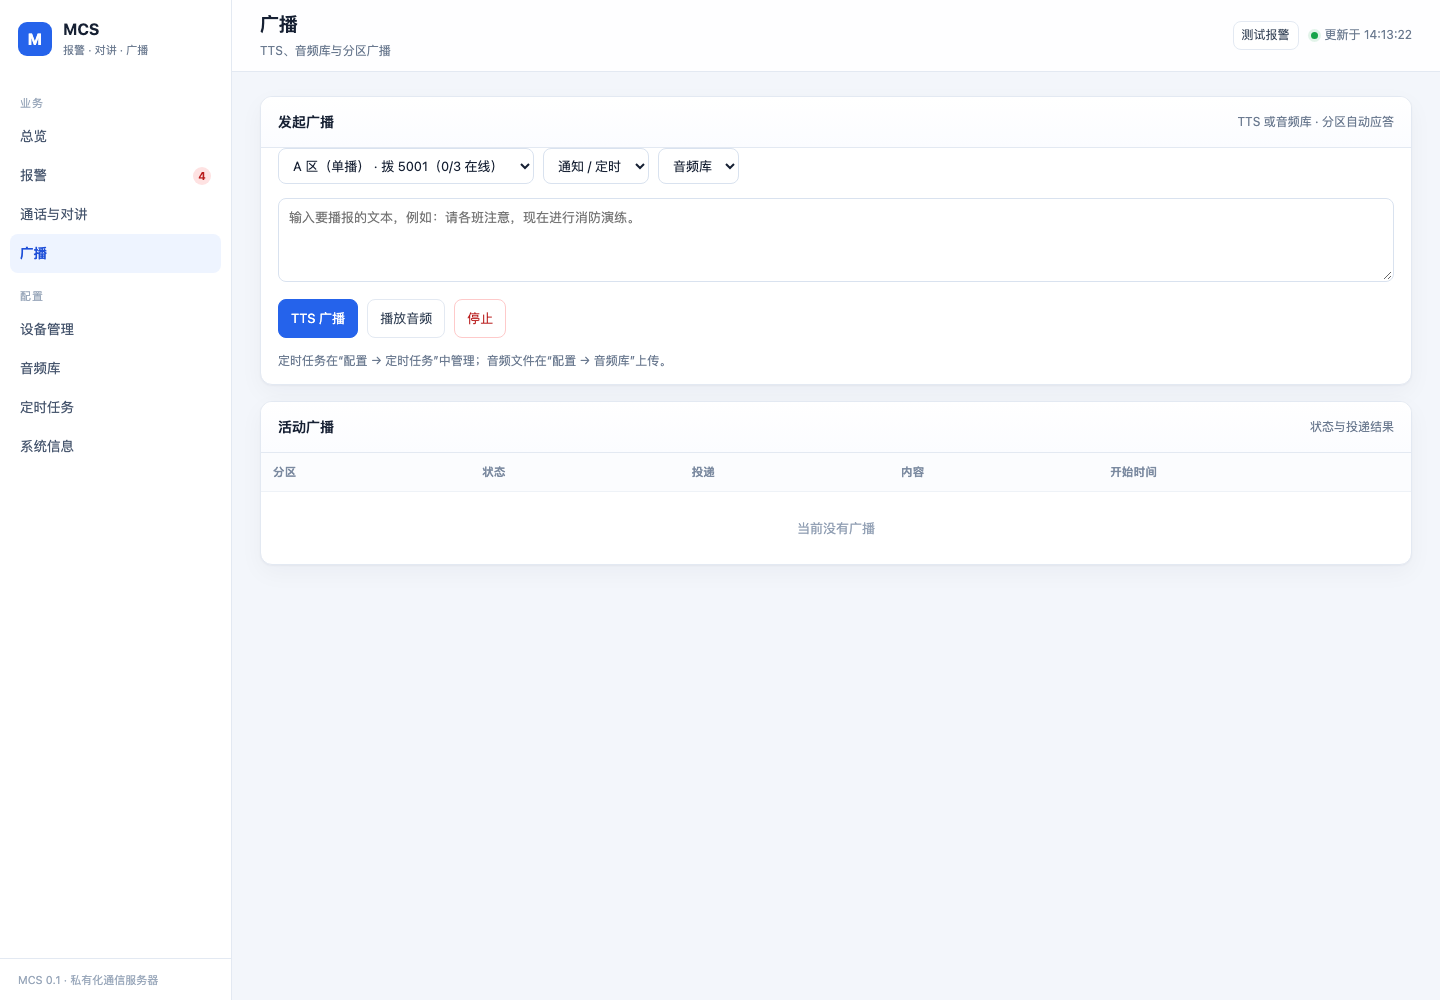 M
MCS
报警 · 对讲 · 广播
业务
总览
报警 4
通话与对讲
广播
配置
设备管理
音频库
定时任务
系统信息
MCS 0.1 · 私有化通信服务器
广播
TTS、音频库与分区广播
测试报警
更新于 14:13:22
发起广播
TTS 或音频库 · 分区自动应答
A 区（单播） · 拨 5001（0/3 在线）
通知 / 定时
音频库
输入要播报的文本，例如：请各班注意，现在进行消防演练。
TTS 广播
播放音频
停止
定时任务在“配置 → 定时任务”中管理；音频文件在“配置 → 音频库”上传。
活动广播
状态与投递结果
分区 状态 投递 内容 开始时间
当前没有广播